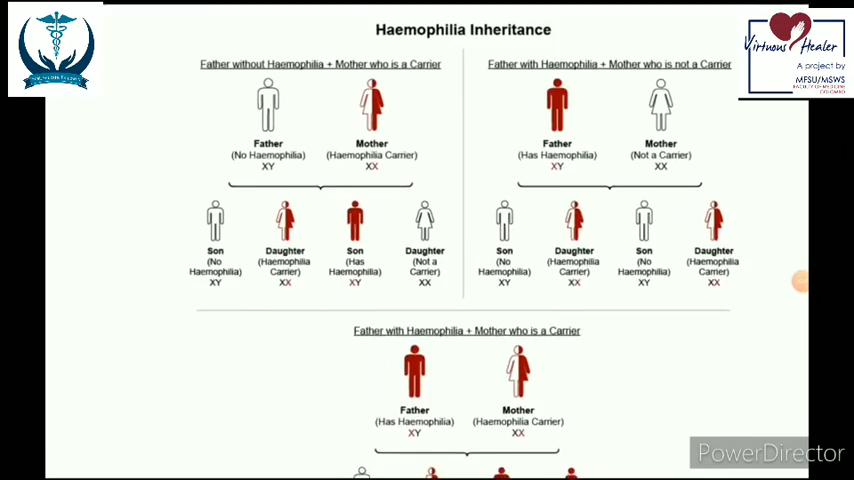 Haemophilia Inheritance
Virtuous Healer
A project by
MFSU/MSWS
FACULTY OF MEDICINE
COLOMBO
Father without Haemophilia + Mother who is a Carrier
Father
(No Haemophilia)
XY
Mother
(Haemophilia Carrier)
XX
Son
(No
Haemophilia)
XY
Daughter
(Haemophilia
Carrier)
XX
Son
(Has
Haemophilia)
XY
Daughter
(Not a
Carrier)
XX
Father with Haemophilia + Mother who is not a Carrier
Father
(Has Haemophilia)
XY
Mother
(Not a Carrier)
XX
Son
(No
Haemophilia)
XY
Daughter
(Haemophilia
Carrier)
XX
Son
(No
Haemophilia)
XY
Daughter
(Haemophilia
Carrier)
XX
Father with Haemophilia + Mother who is a Carrier
Father
(Has Haemophilia)
XY
Mother
(Haemophilia Carrier)
XX
PowerDirector